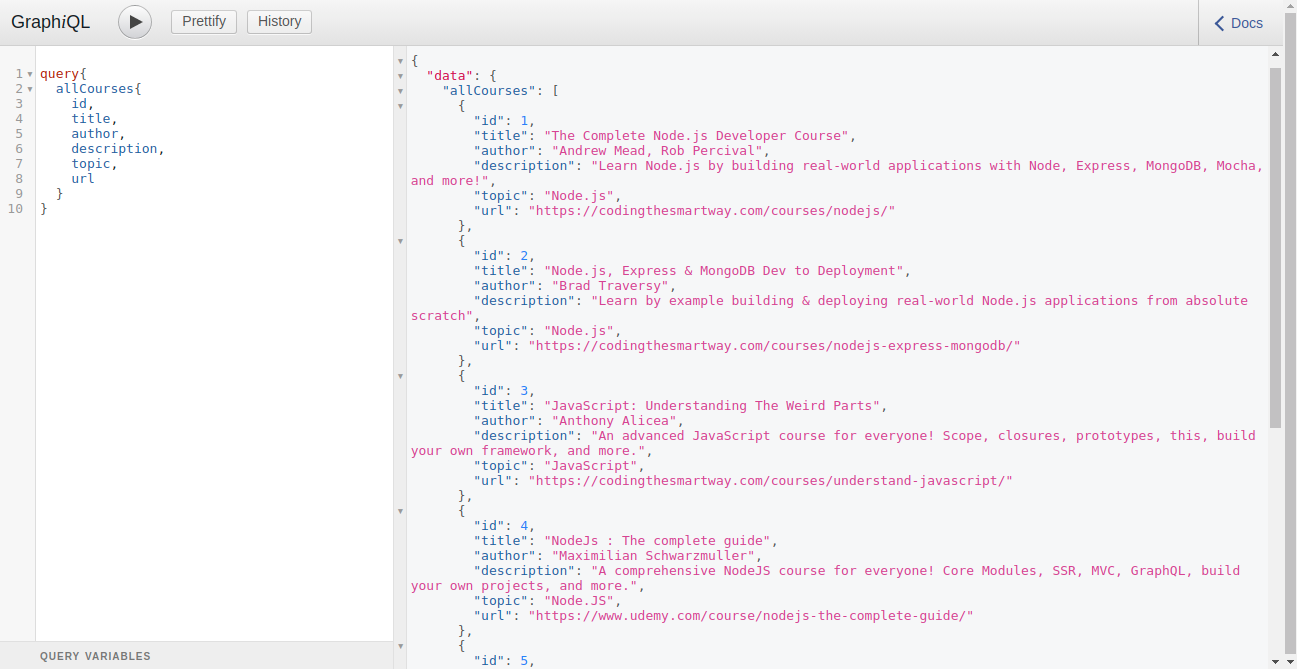 GraphiQL
Prettify
History
Docs
1 query{
2 allCourses{
3 id,
4 title,
5 author,
6 description,
7 topic,
8 url
9 }
10 }
QUERY VARIABLES
{
"data": {
"allCourses": [
{
"id": 1,
"title": "The Complete Node.js Developer Course",
"author": "Andrew Mead, Rob Percival",
"description": "Learn Node.js by building real-world applications with Node, Express, MongoDB, Mocha,
and more!",
"topic": "Node.js",
"url": "https://codingthesmartway.com/courses/nodejs/"
},
{
"id": 2,
"title": "Node.js, Express & MongoDB Dev to Deployment",
"author": "Brad Traversy",
"description": "Learn by example building & deploying real-world Node.js applications from absolute
scratch",
"topic": "Node.js",
"url": "https://codingthesmartway.com/courses/nodejs-express-mongodb/"
},
{
"id": 3,
"title": "JavaScript: Understanding The Weird Parts",
"author": "Anthony Alicea",
"description": "An advanced JavaScript course for everyone! Scope, closures, prototypes, this, build
your own framework, and more.",
"topic": "JavaScript",
"url": "https://codingthesmartway.com/courses/understand-javascript/"
},
{
"id": 4,
"title": "NodeJs : The complete guide",
"author": "Maximilian Schwarzmuller",
"description": "A comprehensive NodeJS course for everyone! Core Modules, SSR, MVC, GraphQL, build
your own projects, and more.",
"topic": "Node.JS",
"url": "https://www.udemy.com/course/nodejs-the-complete-guide/"
},
{
"id": 5,